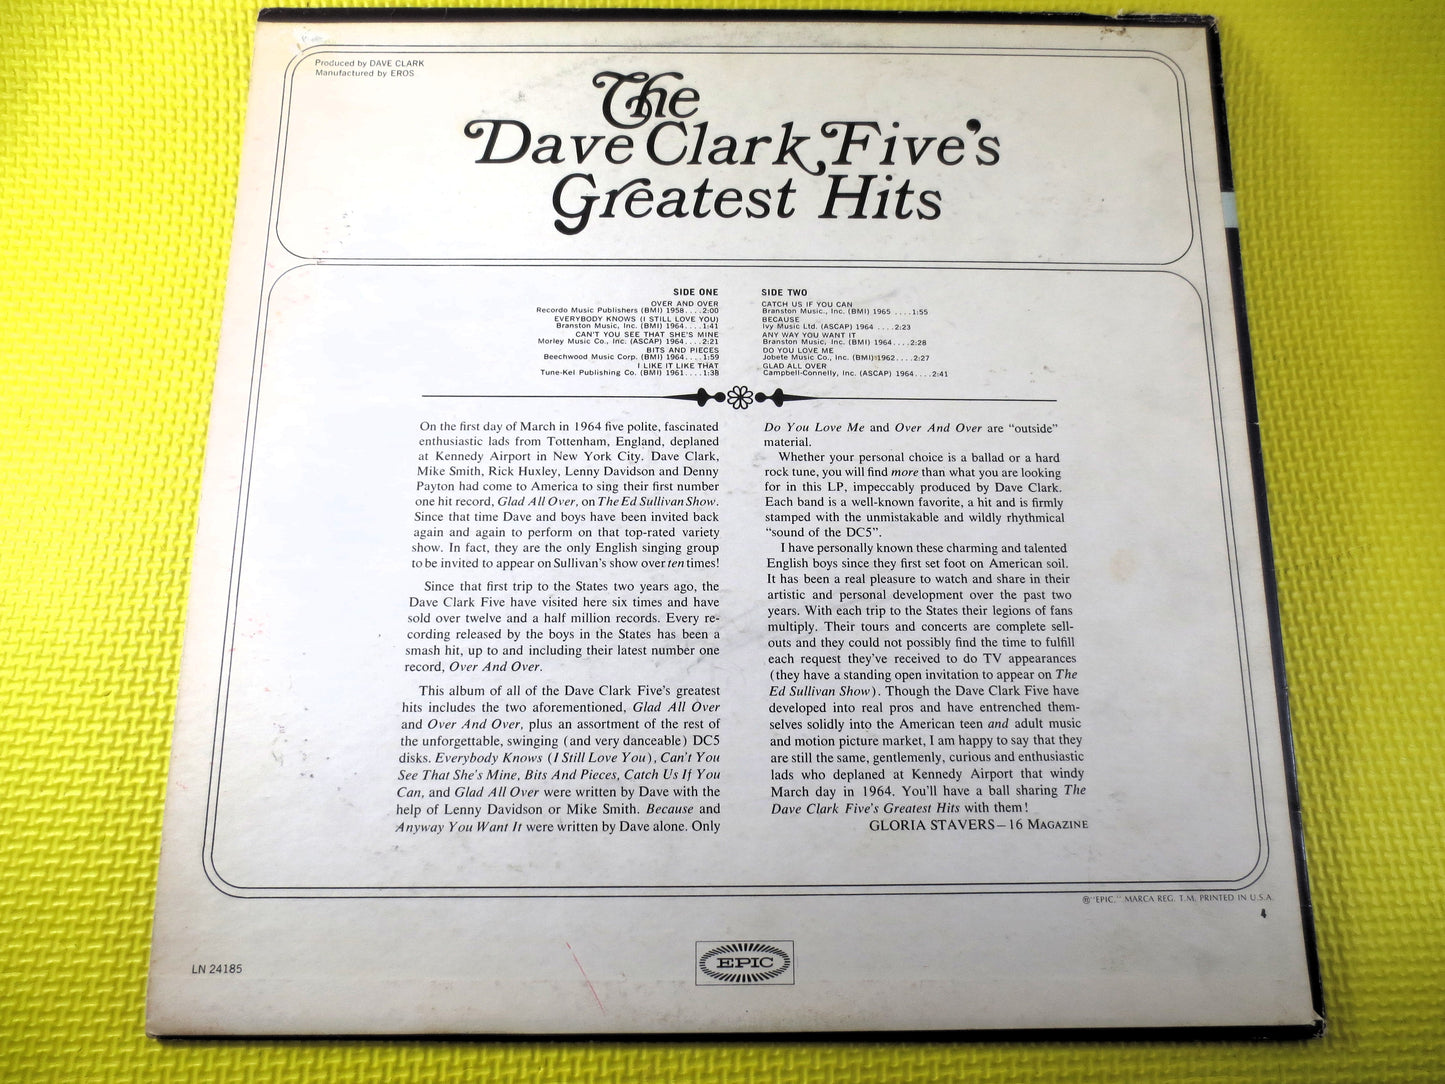 Produced by DAVE CLARK
Manufactured by EROS
The
Dave Clark Five's
Greatest Hits
SIDE ONE
OVER AND OVER
Recordo Music Publishers (BMI) 1958....2:00
EVERYBODY KNOWS (I STILL LOVE YOU)
Branston Music, Inc. (BMI) 1964....1:41
CAN'T YOU SEE THAT SHE'S MINE
Morley Music Co., Inc. (ASCAP) 1964....2:21
BITS AND PIECES
Beechwood Music Corp. (BMI) 1964....1:59
I LIKE IT LIKE THAT
Tune-Kel Publishing Co. (BMI) 1961....1:38
SIDE TWO
CATCH US IF YOU CAN
Branston Music., Inc. (BMI) 1965 ....1:55
BECAUSE
Ivy Music Ltd. (ASCAP) 1964 ....2:23
ANY WAY YOU WANT IT
Branston Music, Inc. (BMI) 1964....2:28
DO YOU LOVE ME
Jobete Music Co., Inc. (BMI) 1962....2:27
GLAD ALL OVER
Campbell-Connelly, Inc. (ASCAP) 1964....2:41
On the first day of March in 1964 five polite, fascinated
enthusiastic lads from Tottenham, England, deplaned
at Kennedy Airport in New York City. Dave Clark,
Mike Smith, Rick Huxley, Lenny Davidson and Denny
Payton had come to America to sing their first number
one hit record, Glad All Over, on The Ed Sullivan Show.
Since that time Dave and boys have been invited back
again and again to perform on that top-rated variety
show. In fact, they are the only English singing group
to be invited to appear on Sullivan's show over ten times!
Since that first trip to the States two years ago, the
Dave Clark Five have visited here six times and have
sold over twelve and a half million records. Every re-
cording released by the boys in the States has been a
smash hit, up to and including their latest number one
record, Over And Over.
This album of all of the Dave Clark Five's greatest
hits includes the two aforementioned, Glad All Over
and Over And Over, plus an assortment of the rest of
the unforgettable, swinging (and very danceable) DC5
disks. Everybody Knows (I Still Love You), Can't You
See That She's Mine, Bits And Pieces, Catch Us If You
Can, and Glad All Over were written by Dave with the
help of Lenny Davidson or Mike Smith. Because and
Anyway You Want It were written by Dave alone. Only
Do You Love Me and Over And Over are "outside"
material.
Whether your personal choice is a ballad or a hard
rock tune, you will find more than what you are looking
for in this LP, impeccably produced by Dave Clark.
Each band is a well-known favorite, a hit and is firmly
stamped with the unmistakable and wildly rhythmical
"sound of the DC5".
I have personally known these charming and talented
English boys since they first set foot on American soil.
It has been a real pleasure to watch and share in their
artistic and personal development over the past two
years. With each trip to the States their legions of fans
multiply. Their tours and concerts are complete sell-
outs and they could not possibly find the time to fulfill
each request they've received to do TV appearances
(they have a standing open invitation to appear on The
Ed Sullivan Show). Though the Dave Clark Five have
developed into real pros and have entrenched them-
selves solidly into the American teen and adult music
and motion picture market, I am happy to say that they
are still the same, gentlemenly, curious and enthusiastic
lads who deplaned at Kennedy Airport that windy
March day in 1964. You'll have a ball sharing The
Dave Clark Five's Greatest Hits with them!
GLORIA STAVERS—16 MAGAZINE
® "EPIC," MARCA REG. T.M. PRINTED IN U.S.A.
4
LN 24185
EPIC